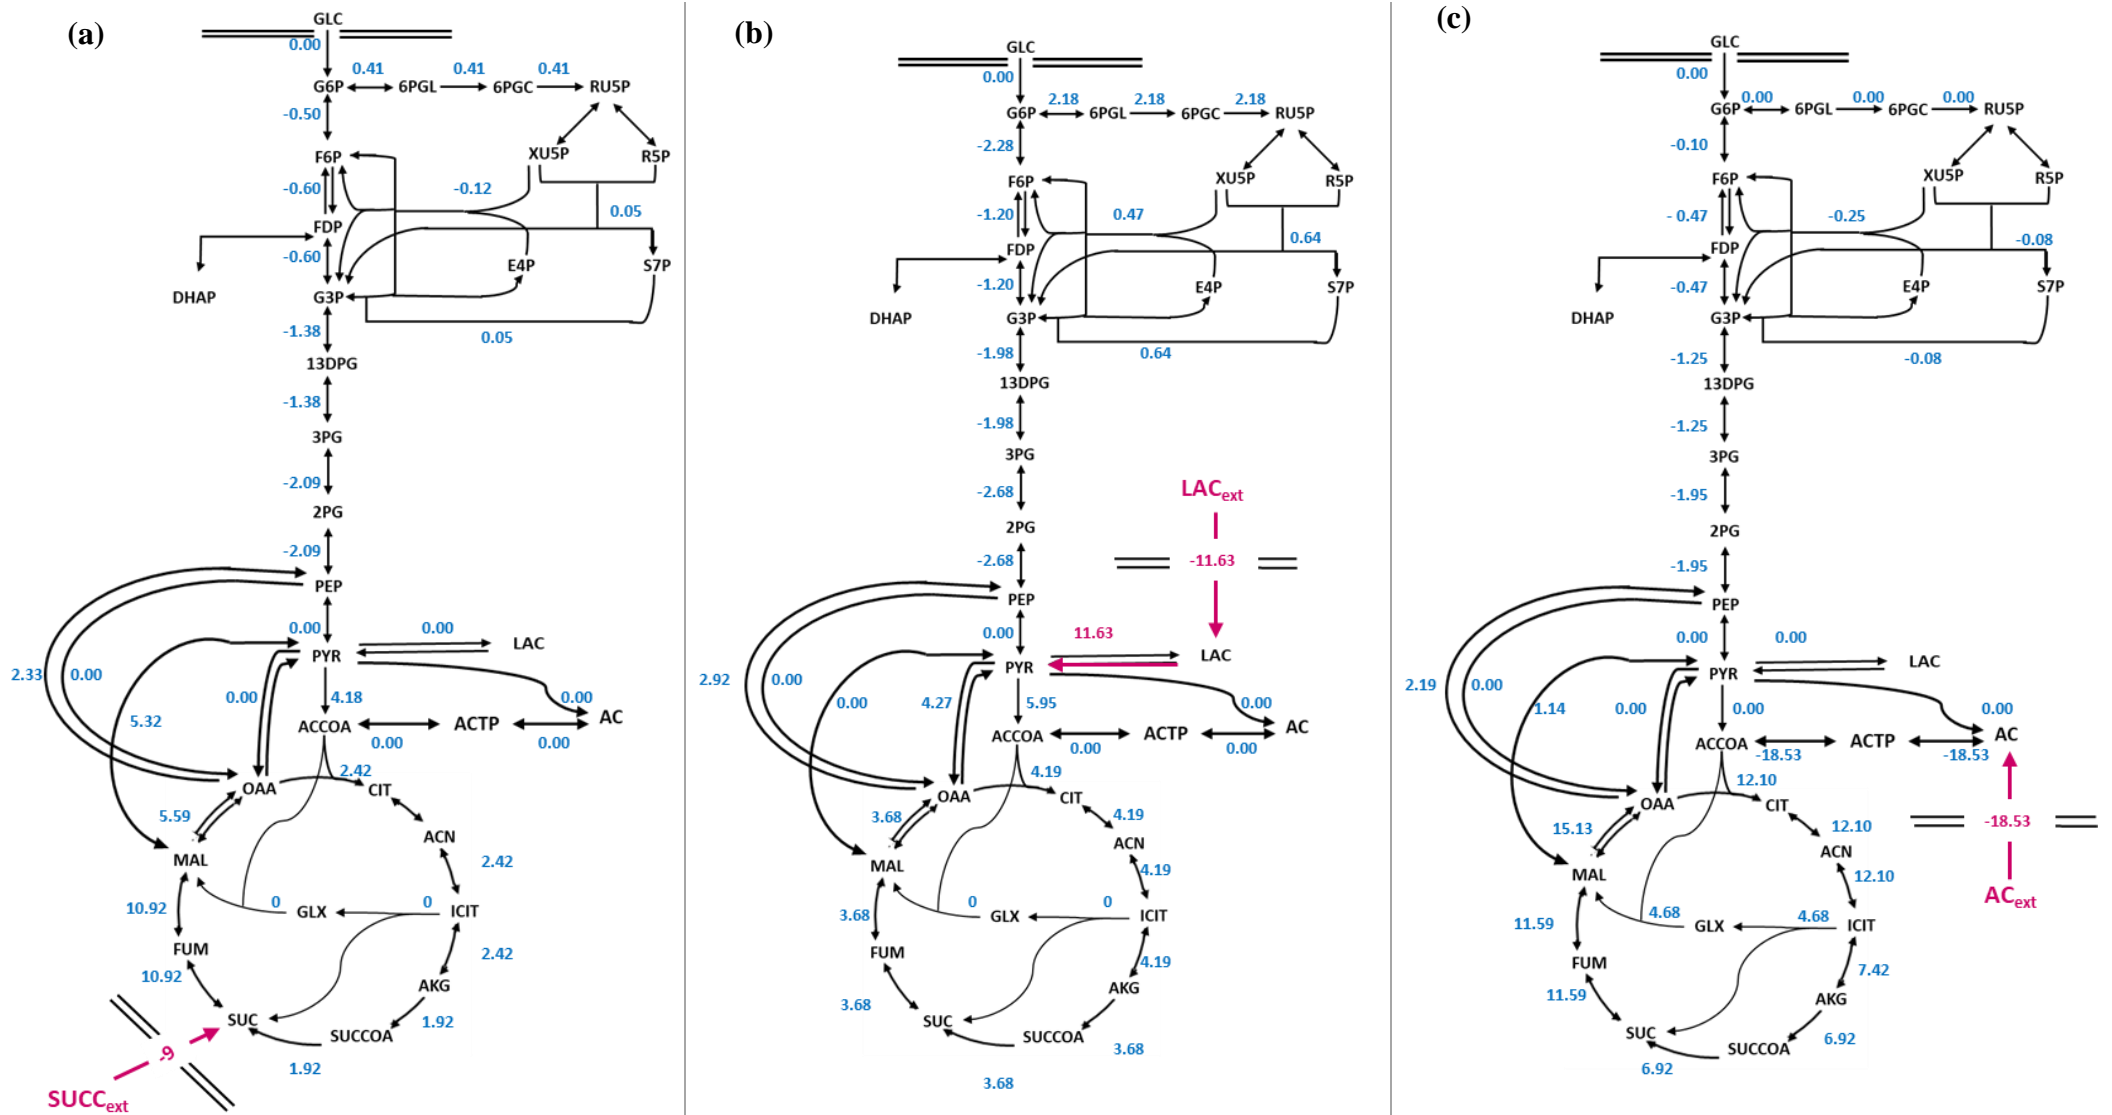 (a)
GLC
0.00
0.41 0.41 0.41
G6P 6PGL 6PGC RU5P
-0.50
F6P XU5P R5P
-0.60 -0.12
0.05
FDP
-0.60
E4P S7P
DHAP G3P
-1.38 0.05
13DPG
-1.38
3PG
-2.09
2PG
-2.09
PEP
0.00 0.00
PYR LAC
2.33 0.00 0.00 4.18 0.00
5.32
ACCOA ACTP AC
0.00 0.00
2.42
OAA CIT
5.59
ACN
MAL 2.42
10.92 0 0
GLX ICIT
FUM 2.42
10.92 AKG
SUC 1.92
SUCCOA
-9
1.92
SUCCext
(b)
GLC
0.00
2.18 2.18 2.18
G6P 6PGL 6PGC RU5P
-2.28
F6P XU5P R5P
-1.20 0.47
0.64
FDP
-1.20
E4P S7P
DHAP G3P
-1.98 0.64
13DPG
-1.98
3PG
-2.68 LACext
2PG
-2.68 -11.63
PEP
0.00 11.63
PYR LAC
2.92 0.00 0.00 4.27 5.95 0.00
ACCOA ACTP AC
0.00 0.00
4.19
OAA CIT
3.68 4.19
ACN
MAL 4.19
3.68 0 0
GLX ICIT
FUM 4.19
AKG
3.68
SUC
SUCCOA 3.68
3.68
(c)
GLC
0.00
0.00 0.00 0.00
G6P 6PGL 6PGC RU5P
-0.10
F6P XU5P R5P
- 0.47 -0.25
-0.08
FDP
-0.47
E4P S7P
DHAP G3P
-1.25 -0.08
13DPG
-1.25
3PG
-1.95
2PG
-1.95
PEP
0.00 0.00
PYR LAC
2.19 0.00 1.14 0.00 0.00 0.00
ACCOA ACTP AC
-18.53 -18.53
12.10
OAA CIT
15.13 12.10 -18.53
ACN
MAL 12.10
ACext
11.59 4.68 4.68
GLX ICIT
FUM 7.42
11.59 AKG
SUC 6.92
SUCCOA
6.92